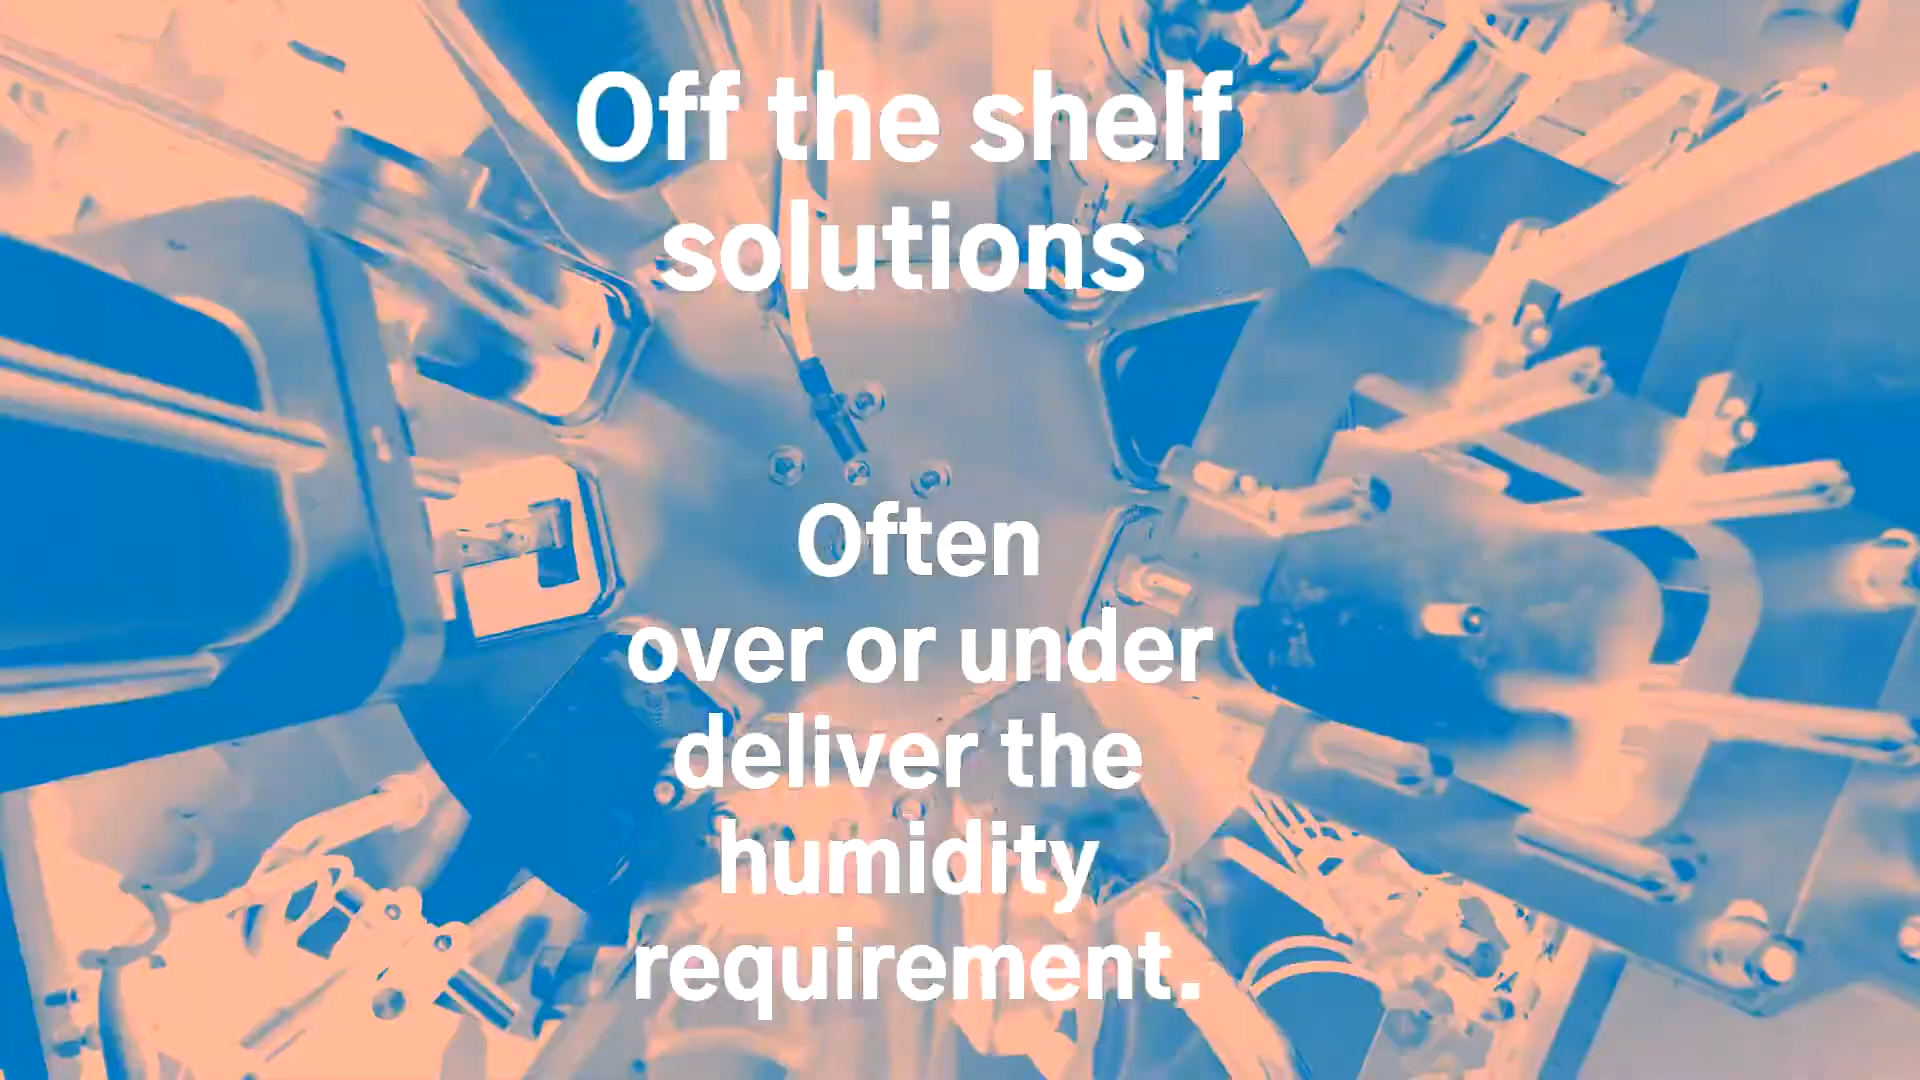 Off the shelf
solutions
Often
over or under
deliver the
humidity
requirement.